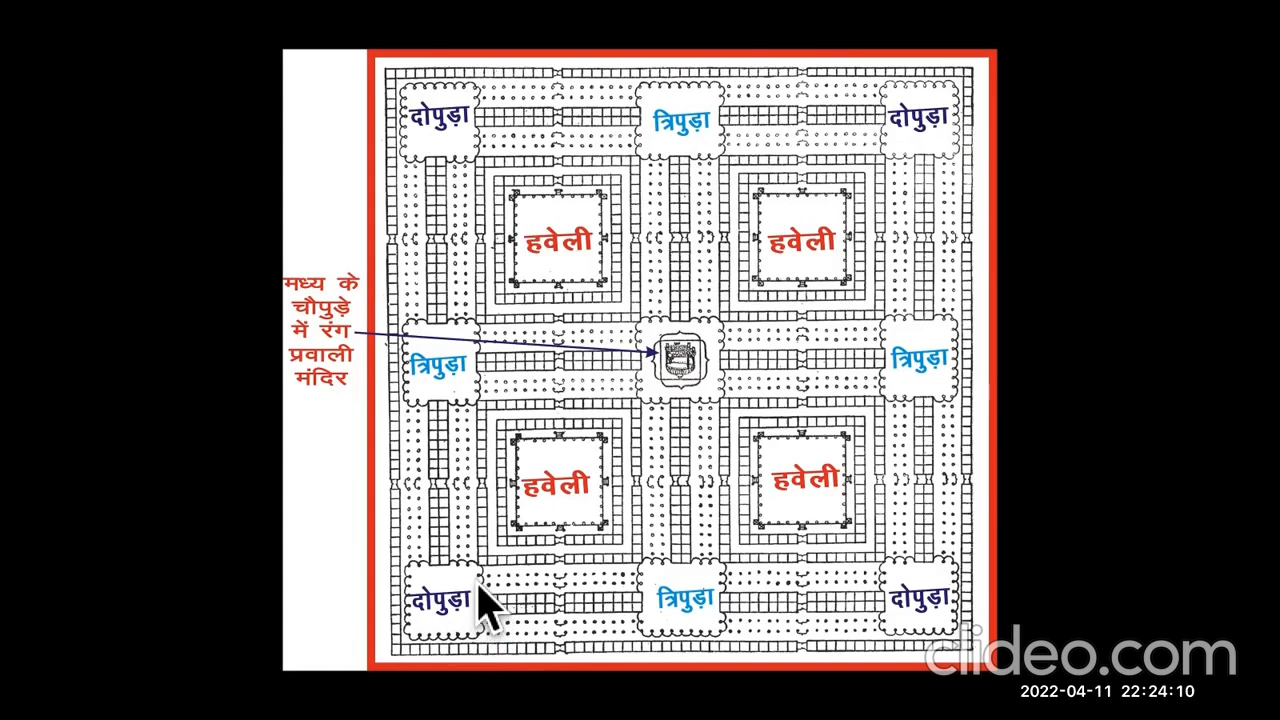 दोपुड़ा त्रिपुड़ा दोपुड़ा
हवेली हवेली
मध्य के
चौपुड़े
में रंग
प्रवाली
मंदिर
त्रिपुड़ा त्रिपुड़ा
हवेली हवेली
दोपुड़ा त्रिपुड़ा दोपुड़ा
clideo.com
2022-04-11 22:24:10